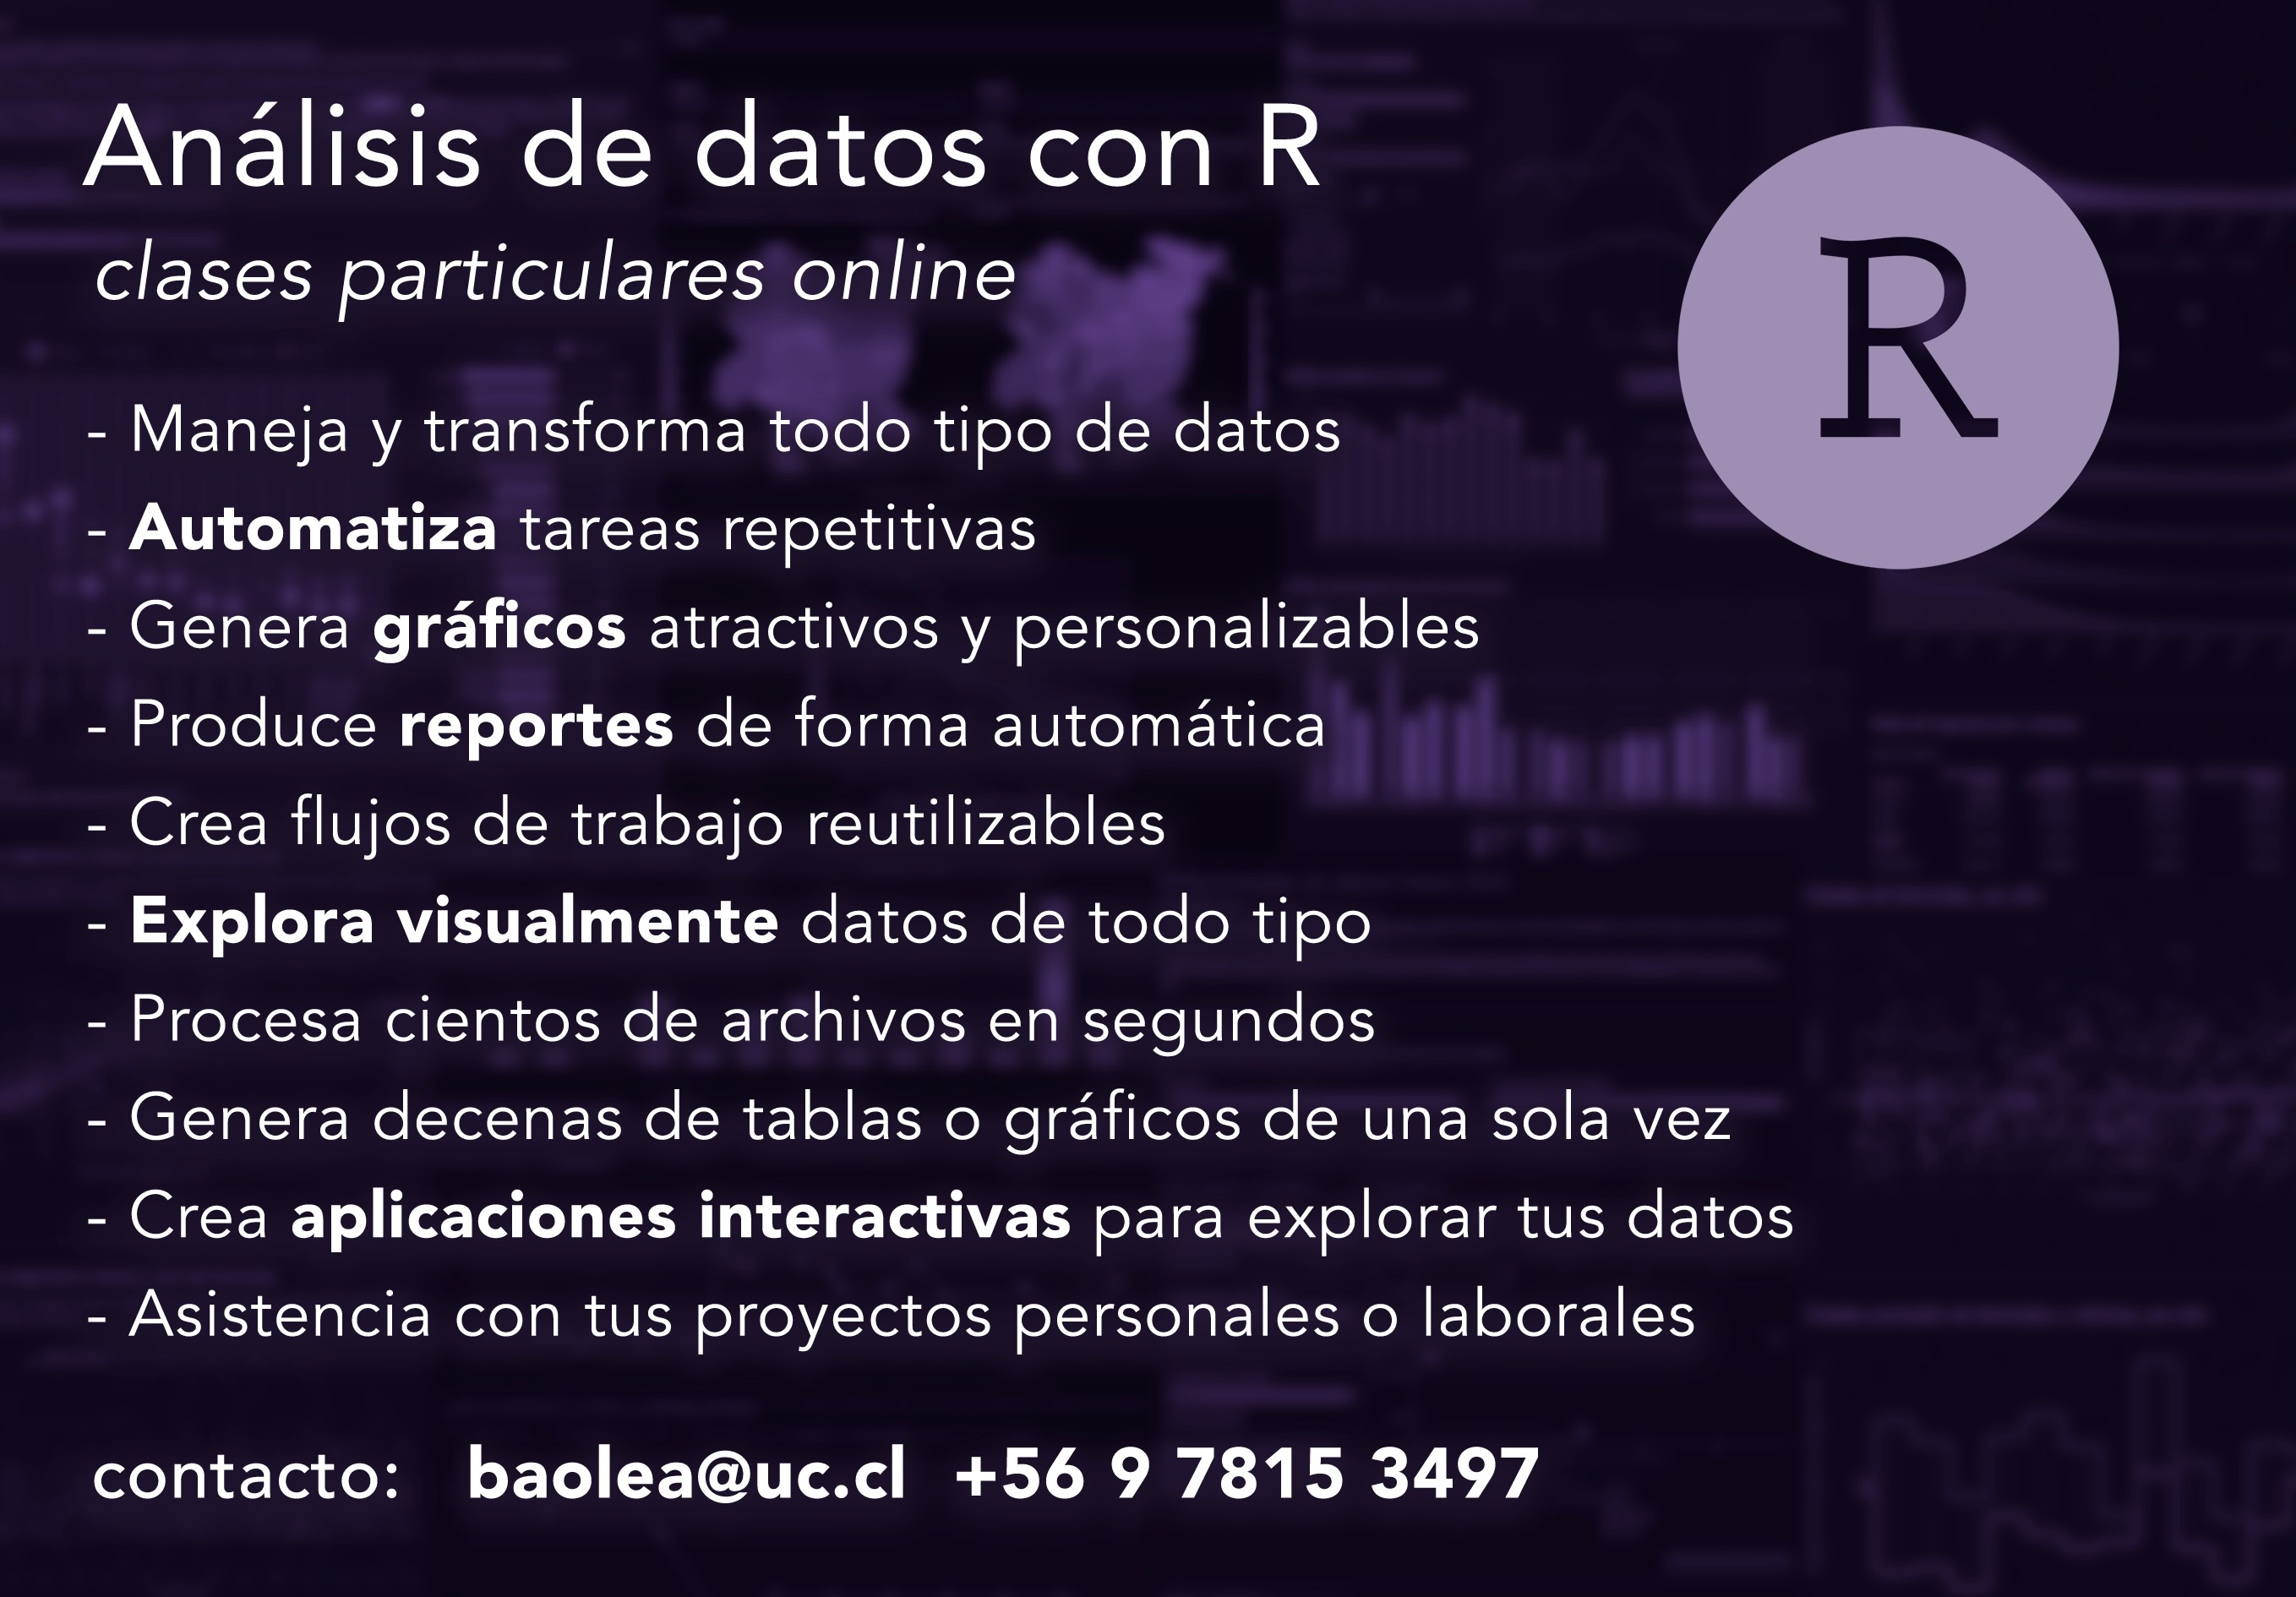 Análisis de datos con R
clases particulares online
R
- Maneja y transforma todo tipo de datos
- Automatiza tareas repetitivas
- Genera gráficos atractivos y personalizables
- Produce reportes de forma automática
- Crea flujos de trabajo reutilizables
- Explora visualmente datos de todo tipo
- Procesa cientos de archivos en segundos
- Genera decenas de tablas o gráficos de una sola vez
- Crea aplicaciones interactivas para explorar tus datos
- Asistencia con tus proyectos personales o laborales
contacto: baolea@uc.cl +56 9 7815 3497